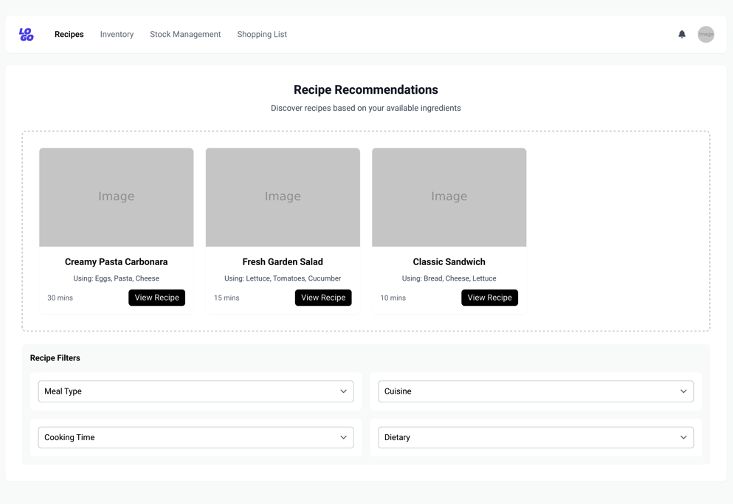 LO
GO
Recipes Inventory Stock Management Shopping List
Image
Recipe Recommendations
Discover recipes based on your available ingredients
Image Image Image
Creamy Pasta Carbonara Fresh Garden Salad Classic Sandwich
Using: Eggs, Pasta, Cheese Using: Lettuce, Tomatoes, Cucumber Using: Bread, Cheese, Lettuce
30 mins View Recipe 15 mins View Recipe 10 mins View Recipe
Recipe Filters
Meal Type Cuisine
Cooking Time Dietary